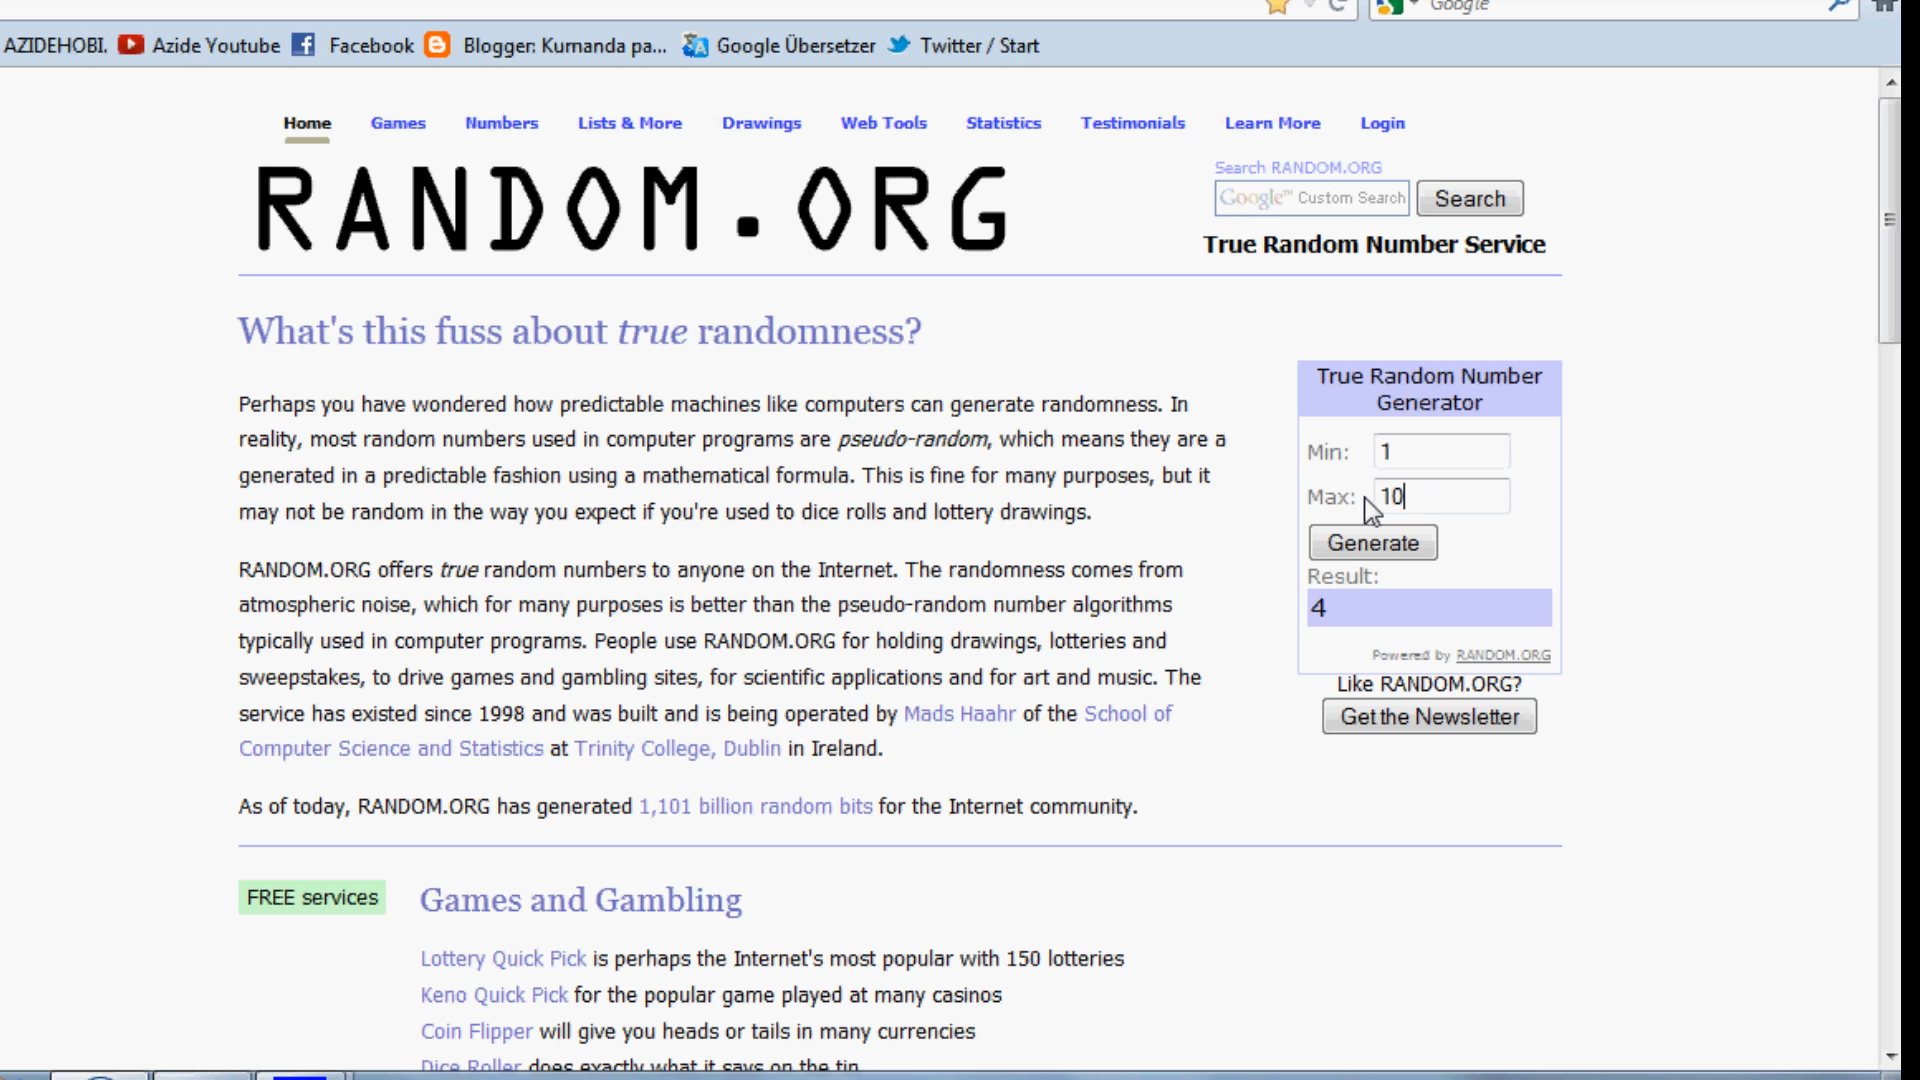 Google
AZIDEHOBI. Azide Youtube Facebook Blogger: Kumanda pa... Google Übersetzer Twitter / Start
Home Games Numbers Lists & More Drawings Web Tools Statistics Testimonials Learn More Login
RANDOM.ORG
Search RANDOM.ORG
Google™ Custom Search Search
True Random Number Service
What's this fuss about true randomness?
Perhaps you have wondered how predictable machines like computers can generate randomness. In
reality, most random numbers used in computer programs are pseudo-random, which means they are a
generated in a predictable fashion using a mathematical formula. This is fine for many purposes, but it
may not be random in the way you expect if you're used to dice rolls and lottery drawings.
RANDOM.ORG offers true random numbers to anyone on the Internet. The randomness comes from
atmospheric noise, which for many purposes is better than the pseudo-random number algorithms
typically used in computer programs. People use RANDOM.ORG for holding drawings, lotteries and
sweepstakes, to drive games and gambling sites, for scientific applications and for art and music. The
service has existed since 1998 and was built and is being operated by Mads Haahr of the School of
Computer Science and Statistics at Trinity College, Dublin in Ireland.
As of today, RANDOM.ORG has generated 1,101 billion random bits for the Internet community.
True Random Number
Generator
Min: 1
Max: 10
Generate
Result:
4
Powered by RANDOM.ORG
Like RANDOM.ORG?
Get the Newsletter
FREE services
Games and Gambling
Lottery Quick Pick is perhaps the Internet's most popular with 150 lotteries
Keno Quick Pick for the popular game played at many casinos
Coin Flipper will give you heads or tails in many currencies
Dice Roller does exactly what it says on the tin